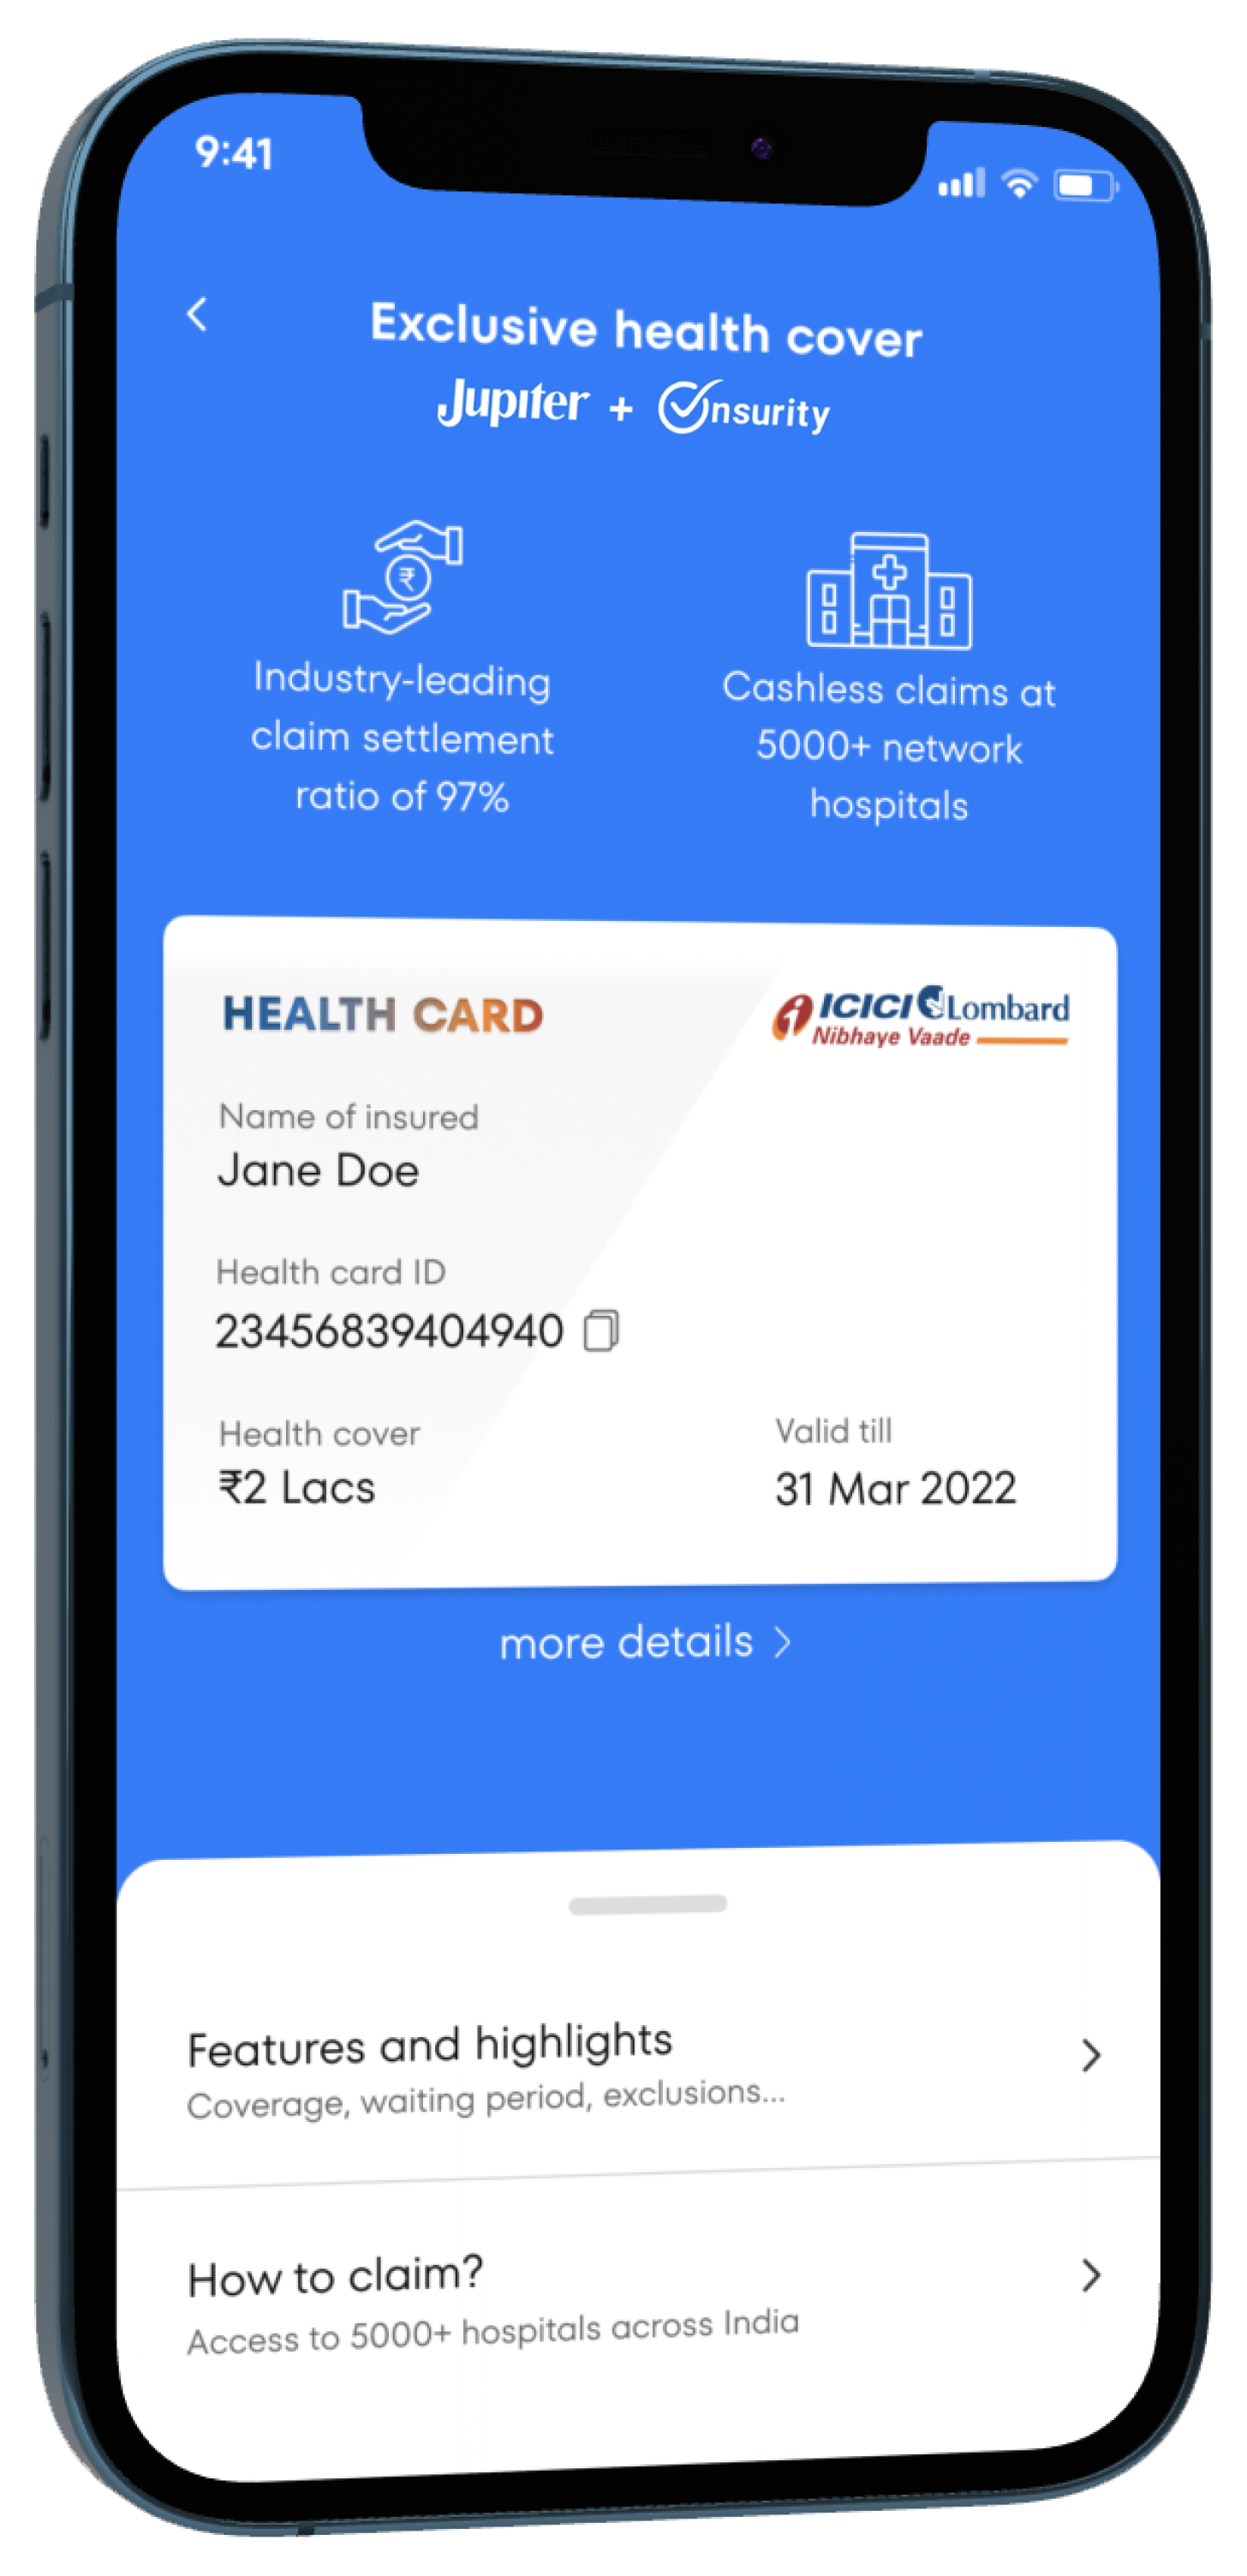 9:41
Exclusive health cover
Jupiter + Onsurity
₹
Industry-leading
claim settlement
ratio of 97%
Cashless claims at
5000+ network
hospitals
HEALTH CARD
ICICI Lombard
Nibhaye Vaade
Name of insured
Jane Doe
Health card ID
23456839404940
Health cover
₹2 Lacs
Valid till
31 Mar 2022
more details >
Features and highlights
Coverage, waiting period, exclusions...
How to claim?
Access to 5000+ hospitals across India